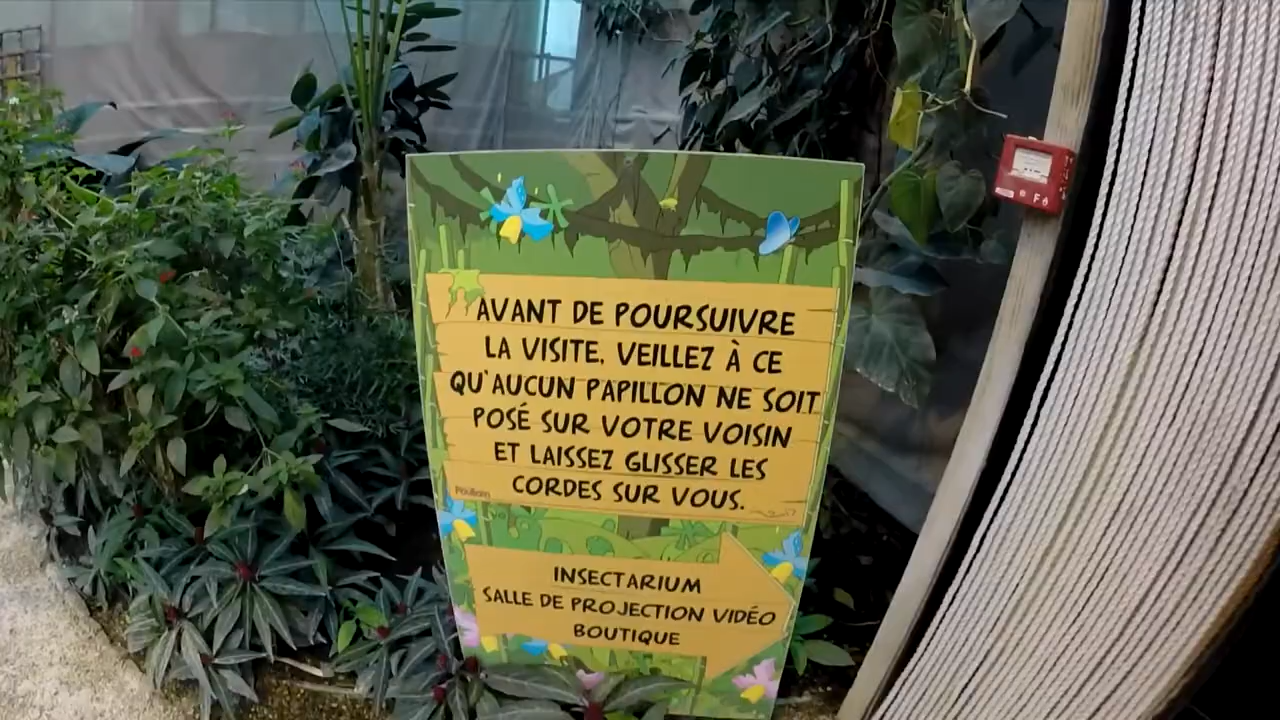 AVANT DE POURSUIVRE
LA VISITE, VEILLEZ À CE
QU'AUCUN PAPILLON NE SOIT
POSÉ SUR VOTRE VOISIN
ET LAISSEZ GLISSER LES
CORDES SUR VOUS.
INSECTARIUM
SALLE DE PROJECTION VIDÉO
BOUTIQUE